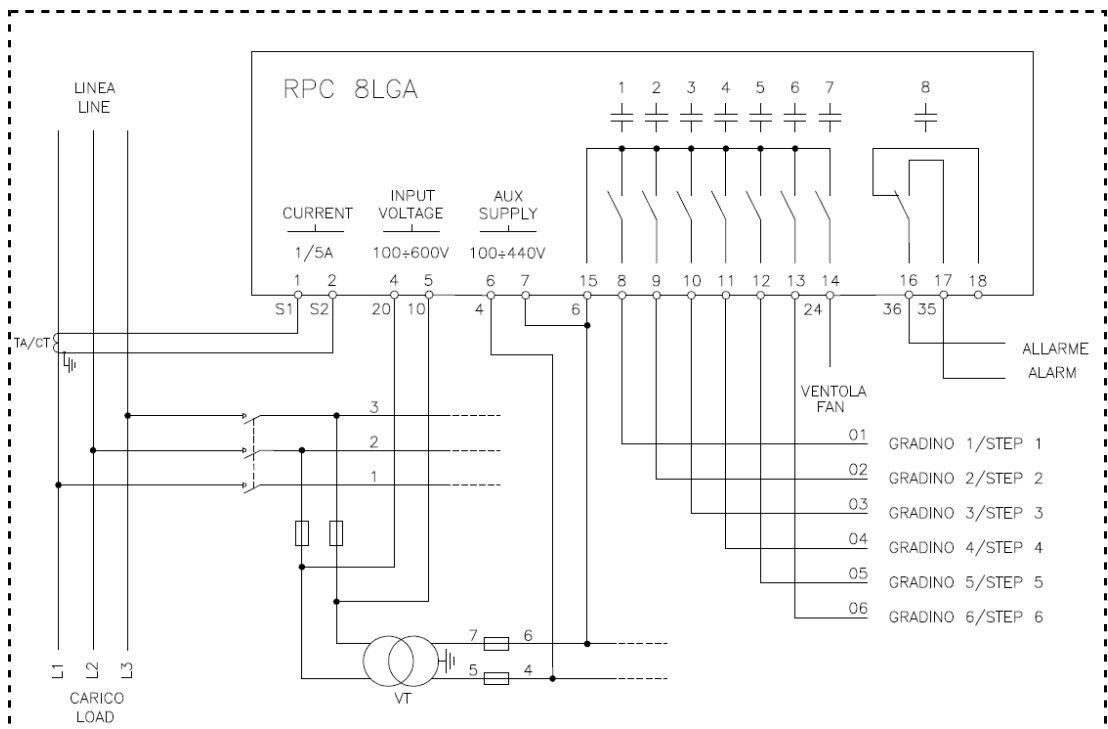 LINEA
LINE
RPC 8LGA
1 2 3 4 5 6 7 8
CURRENT
1/5A
INPUT
VOLTAGE
100÷600V
AUX
SUPPLY
100÷440V
1 2 4 5 6 7 15 8 9 10 11 12 13 14 16 17 18
S1 S2 20 10 4 6 24 36 35
TA/CT
ALLARME
ALARM
VENTOLA
FAN
3
2
1
01 GRADINO 1/STEP 1
02 GRADINO 2/STEP 2
03 GRADINO 3/STEP 3
04 GRADINO 4/STEP 4
05 GRADINO 5/STEP 5
06 GRADINO 6/STEP 6
7 6
5 4
VT
L1 L2 L3
CARICO
LOAD